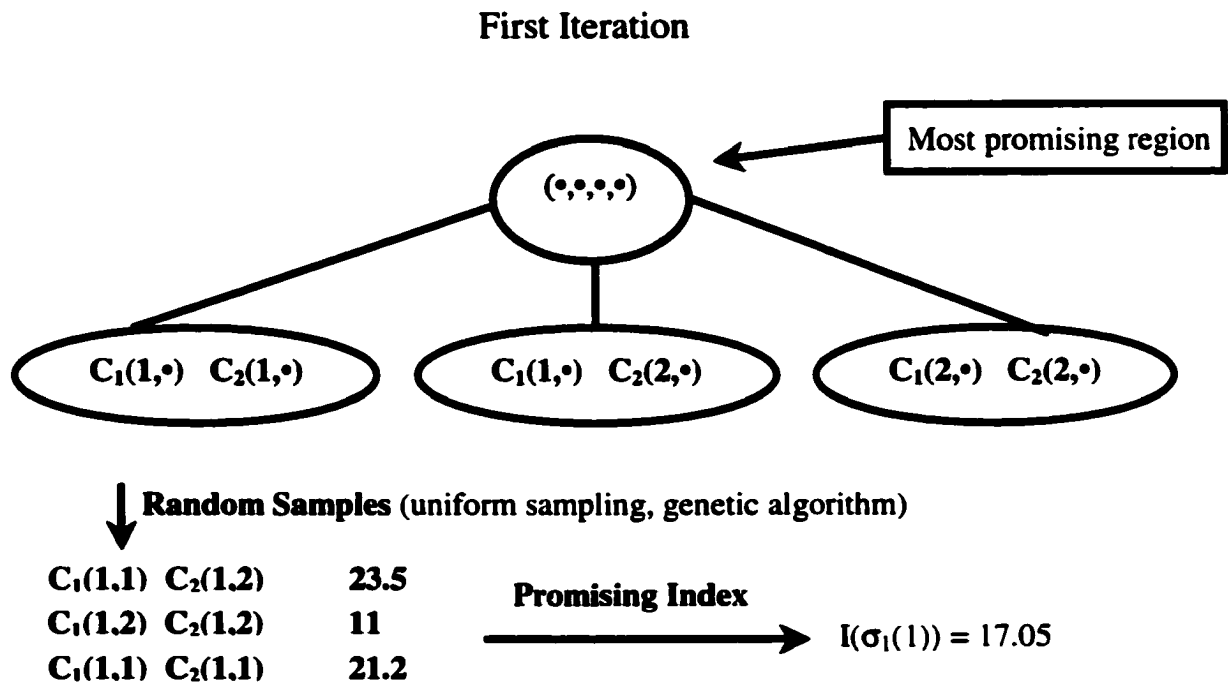 First Iteration
Most promising region
(•,•,•,•)
C₁(1,•) C₂(1,•)
C₁(1,•) C₂(2,•)
C₁(2,•) C₂(2,•)
Random Samples (uniform sampling, genetic algorithm)
C₁(1,1) C₂(1,2) 23.5
C₁(1,2) C₂(1,2) 11
C₁(1,1) C₂(1,1) 21.2
Promising Index
I(σ₁(1)) = 17.05